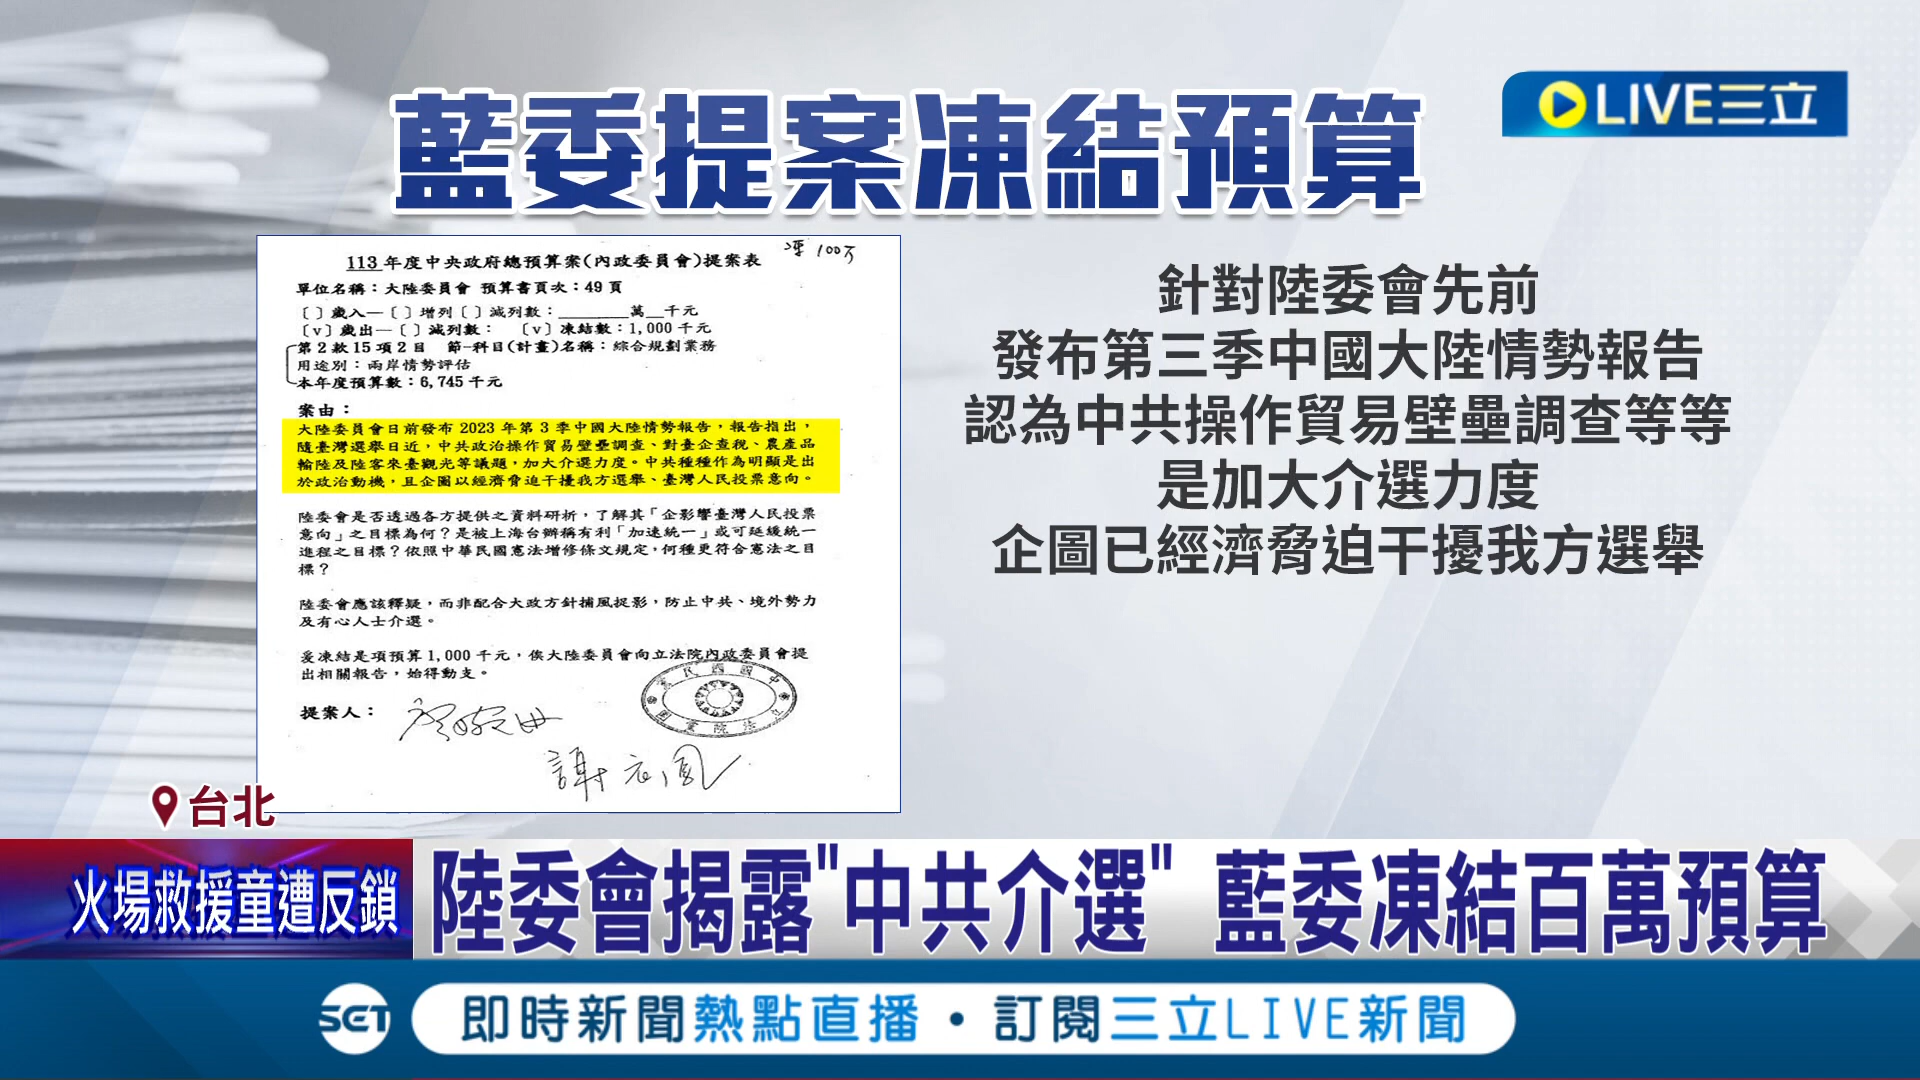 藍委提案凍結預算
LIVE三立
凍 100万
113年度中央政府總預算案(內政委員會)提案表
單位名稱：大陸委員會 預算書頁次：49頁
〔 〕歲入—〔 〕增列〔 〕減列數：________萬__千元
〔v〕歲出—〔 〕減列數： 〔v〕凍結數：1,000千元
第2款15項2目 節-科目(計畫)名稱：綜合規劃業務
用途別：兩岸情勢評估
本年度預算數：6,745千元
案由：
大陸委員會日前發布2023年第3季中國大陸情勢報告，報告指出，
隨臺灣選舉日近，中共政治操作貿易壁壘調查、對臺企查稅、農產品
輸陸及陸客來臺觀光等議題，加大介選力度。中共種種作為明顯是出
於政治動機，且企圖以經濟脅迫干擾我方選舉、臺灣人民投票意向。
陸委會是否透過各方提供之資料研析，了解其「企影響臺灣人民投票
意向」之目標為何？是被上海台辦稱有利「加速統一」或可延緩統一
進程之目標？依照中華民國憲法增修條文規定，何種更符合憲法之目
標？
陸委會應該釋疑，而非配合大政方針捕風捉影，防止中共、境外勢力
及有心人士介選。
爰凍結是項預算1,000千元，俟大陸委員會向立法院內政委員會提
出相關報告，始得動支。
提案人：
謝衣鳳
針對陸委會先前
發布第三季中國大陸情勢報告
認為中共操作貿易壁壘調查等等
是加大介選力度
企圖已經濟脅迫干擾我方選舉
台北
火場救援童遭反鎖
陸委會揭露"中共介選" 藍委凍結百萬預算
SET
即時新聞熱點直播・訂閱三立LIVE新聞